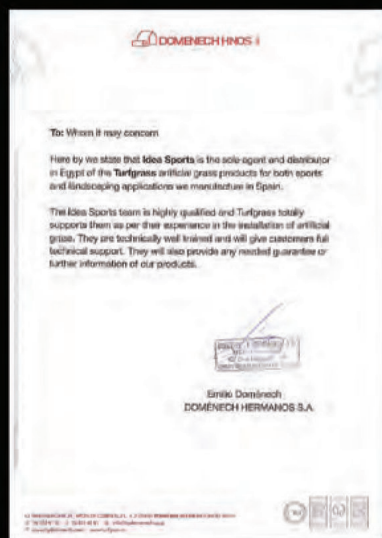 DOMENECH HNOS
To: Whom it may concern
Here by we state that Idea Sports is the sole agent and distributor
in Egypt of the Turfgrass artificial grass products for both sports
and landscaping applications we manufacture in Spain.
The Idea Sports team is highly qualified and Turfgrass totally
supports them as per their experience in the installation of artificial
grass. They are technically well trained and will give customers full
technical support. They will also provide any needed guarantee or
further information of our products.
Emilio Doménech
DOMÉNECH HERMANOS S.A.